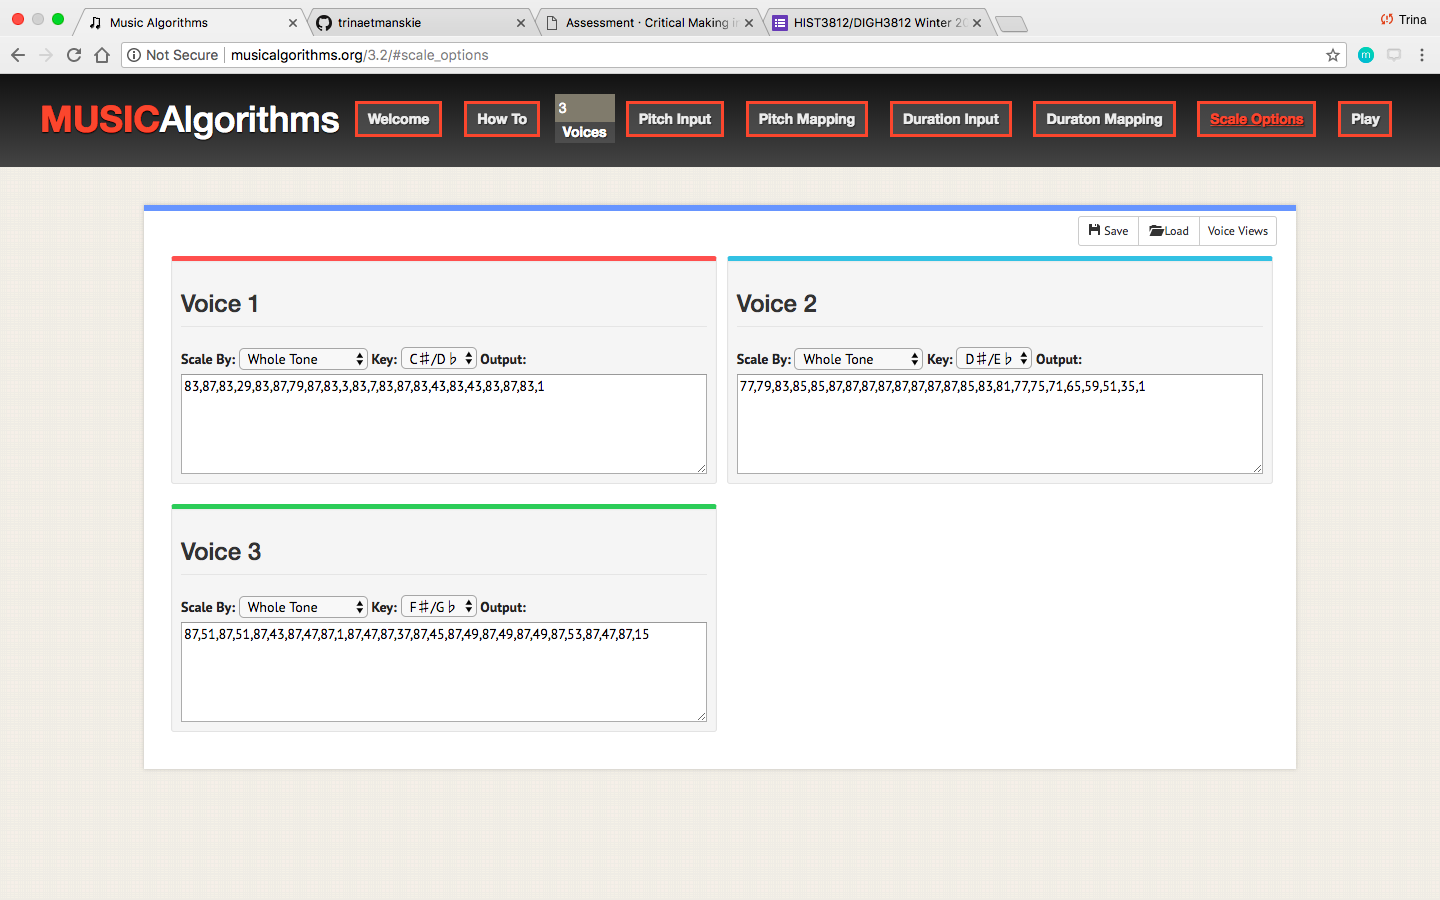 Music Algorithms
trinaetmanskie
Assessment · Critical Making in
HIST3812/DIGH3812 Winter 20
Trina
Not Secure
musicalgorithms.org/3.2/#scale_options
m
MUSICAlgorithms
Welcome
How To
3
Voices
Pitch Input
Pitch Mapping
Duration Input
Duraton Mapping
Scale Options
Play
Save
Load
Voice Views
Voice 1
Scale By: Whole Tone Key: C♯/D♭ Output:
83,87,83,29,83,87,79,87,83,3,83,7,83,87,83,43,83,43,83,87,83,1
Voice 2
Scale By: Whole Tone Key: D♯/E♭ Output:
77,79,83,85,85,87,87,87,87,87,87,87,87,85,83,81,77,75,71,65,59,51,35,1
Voice 3
Scale By: Whole Tone Key: F♯/G♭ Output:
87,51,87,51,87,43,87,47,87,1,87,47,87,37,87,45,87,49,87,49,87,49,87,53,87,47,87,15